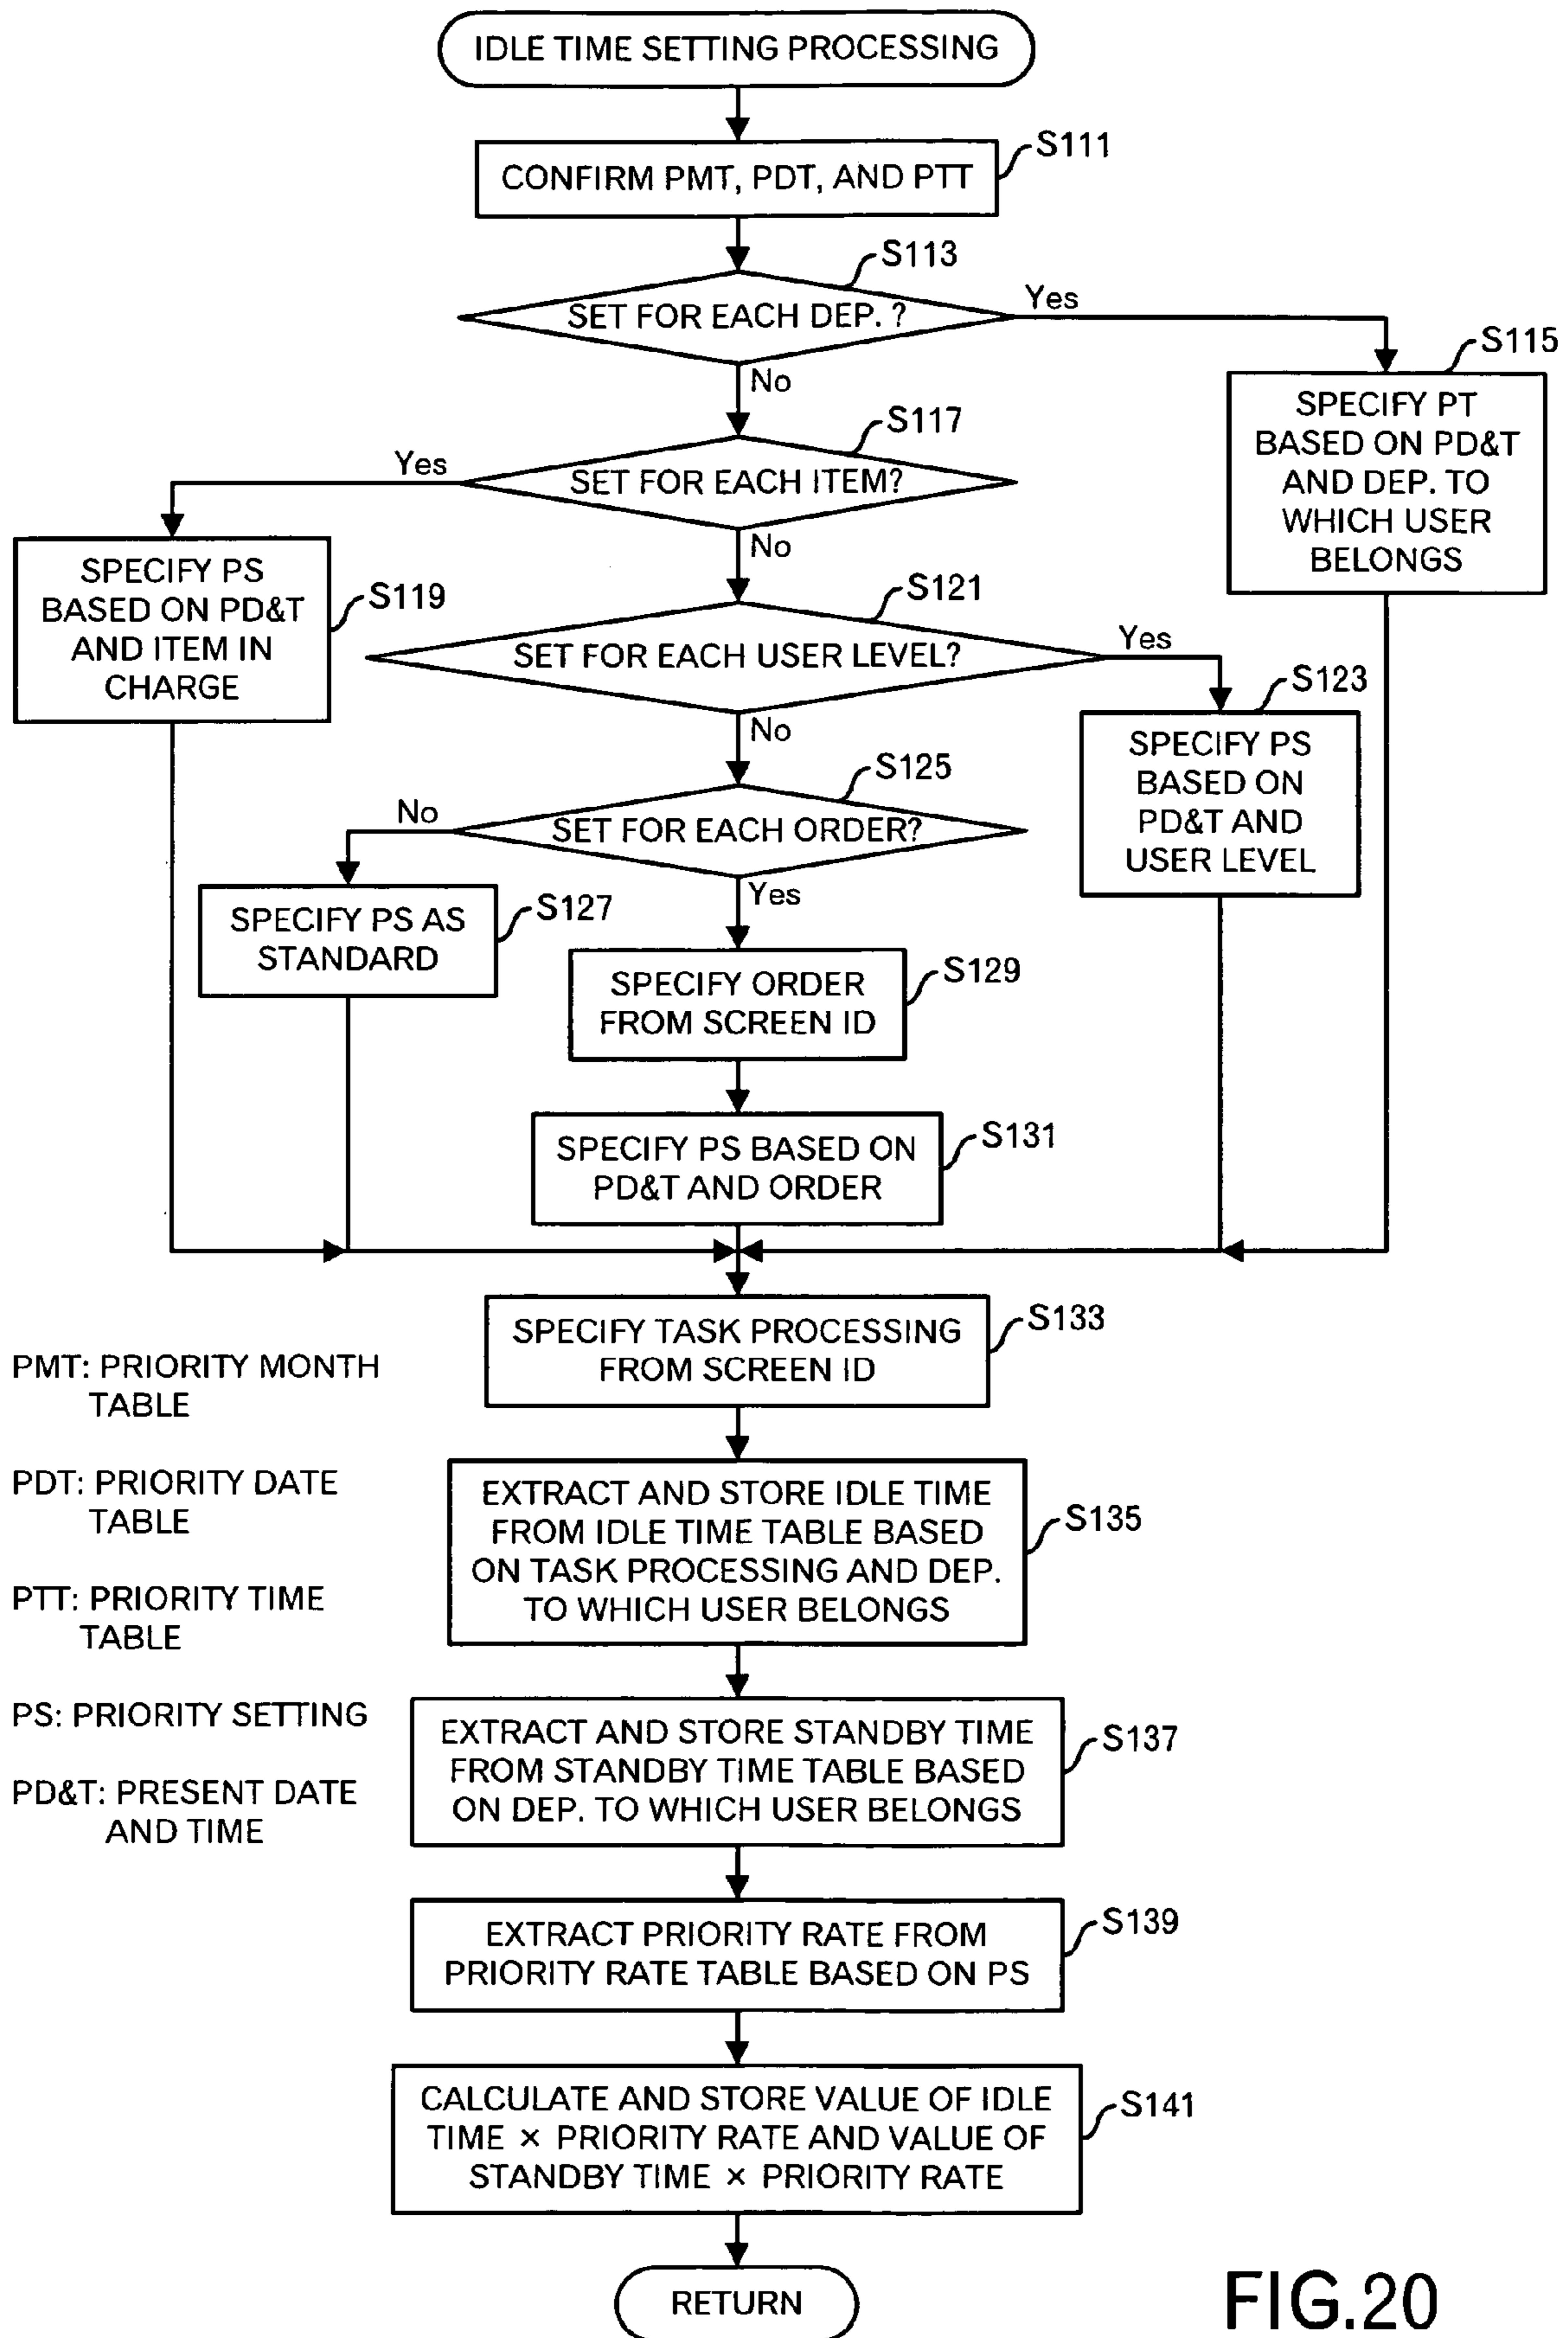 IDLE TIME SETTING PROCESSING
S111
CONFIRM PMT, PDT, AND PTT
S113
SET FOR EACH DEP. ?
Yes
No
S115
SPECIFY PT
BASED ON PD&T
AND DEP. TO
WHICH USER
BELONGS
S117
SET FOR EACH ITEM?
Yes
No
S119
SPECIFY PS
BASED ON PD&T
AND ITEM IN
CHARGE
S121
SET FOR EACH USER LEVEL?
Yes
No
S123
SPECIFY PS
BASED ON
PD&T AND
USER LEVEL
S125
SET FOR EACH ORDER?
No
Yes
S127
SPECIFY PS AS
STANDARD
S129
SPECIFY ORDER
FROM SCREEN ID
S131
SPECIFY PS BASED ON
PD&T AND ORDER
S133
SPECIFY TASK PROCESSING
FROM SCREEN ID
S135
EXTRACT AND STORE IDLE TIME
FROM IDLE TIME TABLE BASED
ON TASK PROCESSING AND DEP.
TO WHICH USER BELONGS
S137
EXTRACT AND STORE STANDBY TIME
FROM STANDBY TIME TABLE BASED
ON DEP. TO WHICH USER BELONGS
S139
EXTRACT PRIORITY RATE FROM
PRIORITY RATE TABLE BASED ON PS
S141
CALCULATE AND STORE VALUE OF IDLE
TIME × PRIORITY RATE AND VALUE OF
STANDBY TIME × PRIORITY RATE
RETURN
PMT: PRIORITY MONTH
TABLE
PDT: PRIORITY DATE
TABLE
PTT: PRIORITY TIME
TABLE
PS: PRIORITY SETTING
PD&T: PRESENT DATE
AND TIME
FIG.20